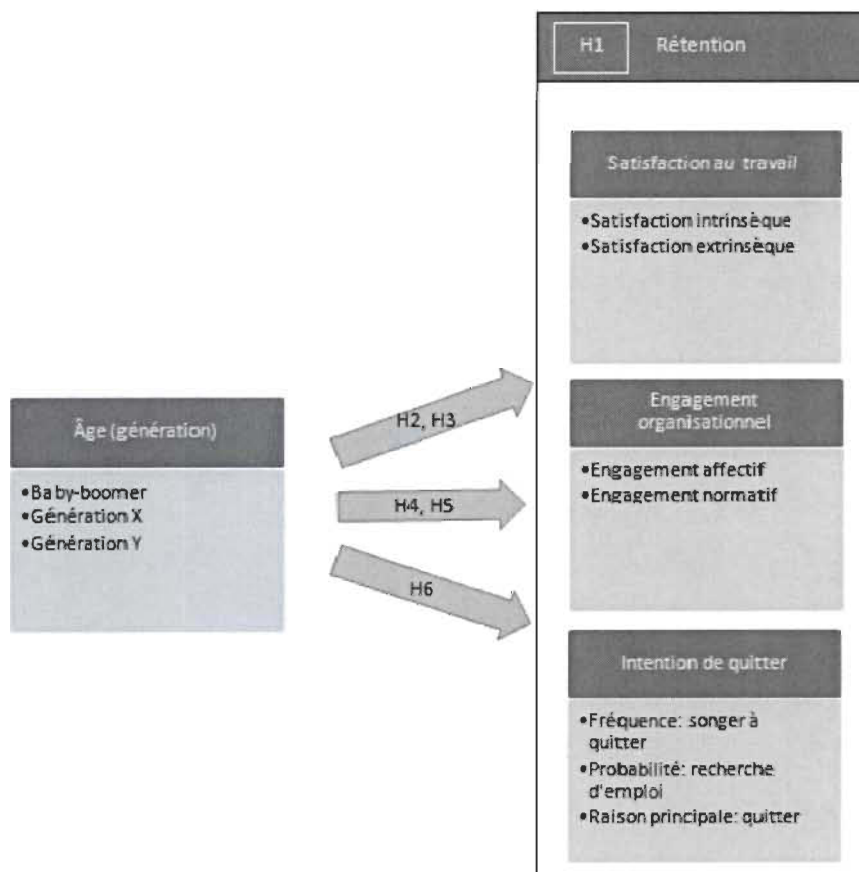 H1 Rétention
Satisfaction au travail
•Satisfaction intrinsèque
•Satisfaction extrinsèque
Âge (génération)
•Baby-boomer
•Génération X
•Génération Y
H2, H3
H4, H5
H6
Engagement
organisationnel
•Engagement affectif
•Engagement normatif
Intention de quitter
•Fréquence: songer à
quitter
•Probabilité: recherche
d'emploi
•Raison principale: quitter